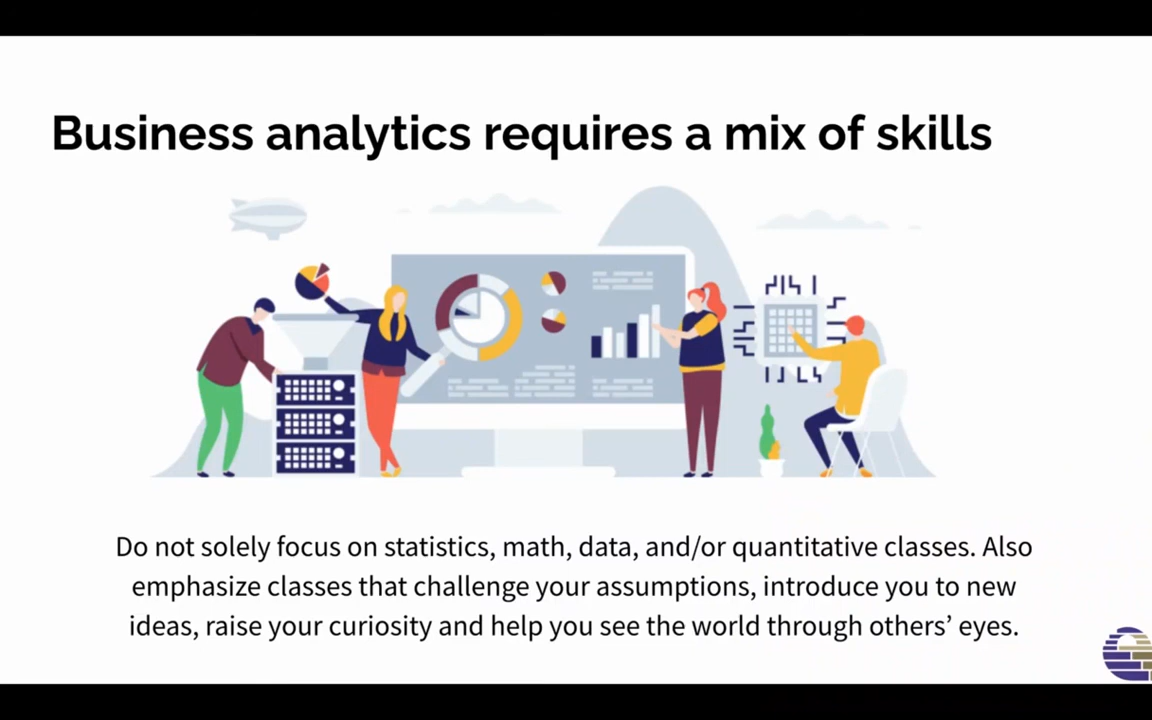 Business analytics requires a mix of skills
Do not solely focus on statistics, math, data, and/or quantitative classes. Also
emphasize classes that challenge your assumptions, introduce you to new
ideas, raise your curiosity and help you see the world through others’ eyes.